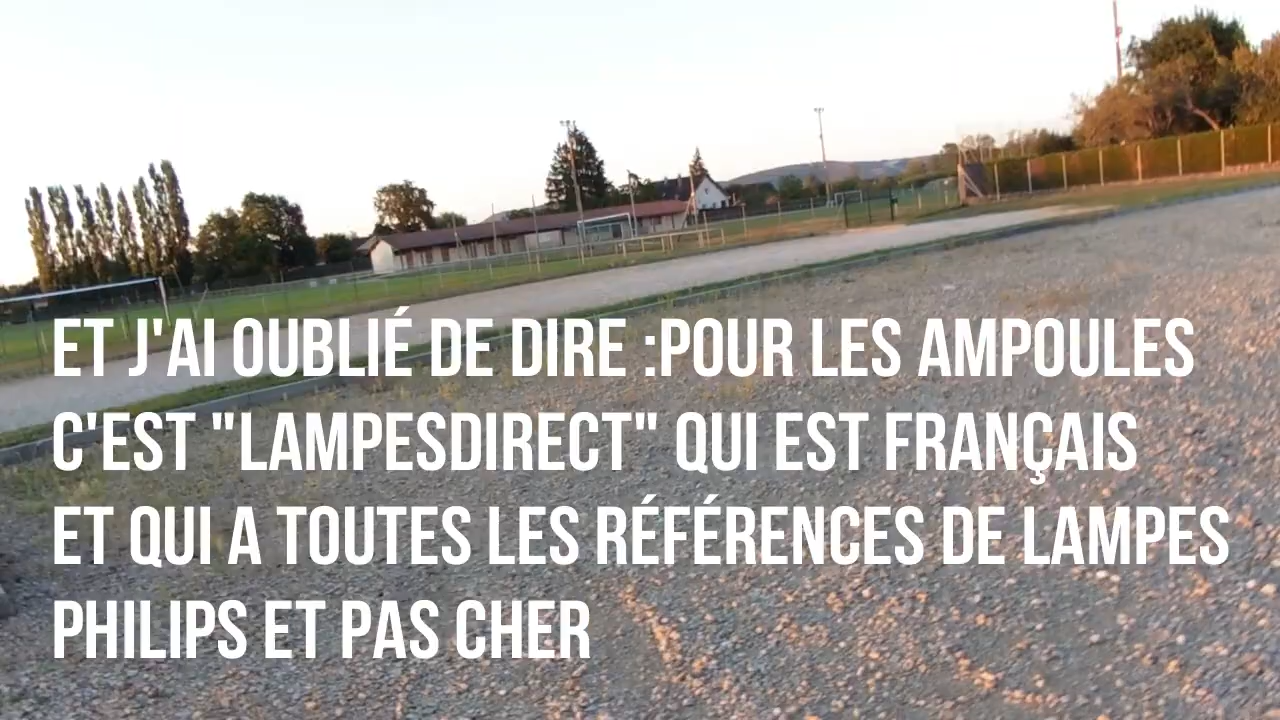 ET J'AI OUBLIÉ DE DIRE :POUR LES AMPOULES
C'EST "LAMPESDIRECT" QUI EST FRANÇAIS
ET QUI A TOUTES LES RÉFÉRENCES DE LAMPES
PHILIPS ET PAS CHER